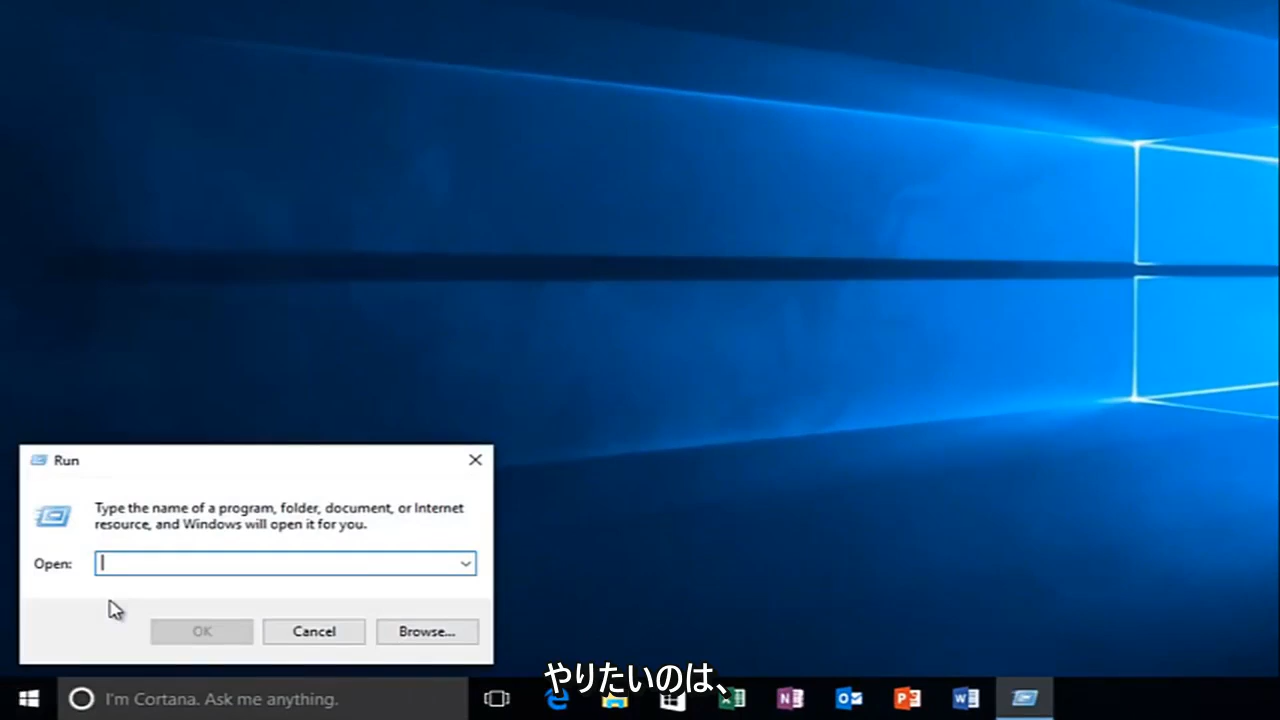 Run
Type the name of a program, folder, document, or Internet
resource, and Windows will open it for you.
Open:
OK
Cancel
Browse...
やりたいのは、
I'm Cortana. Ask me anything.